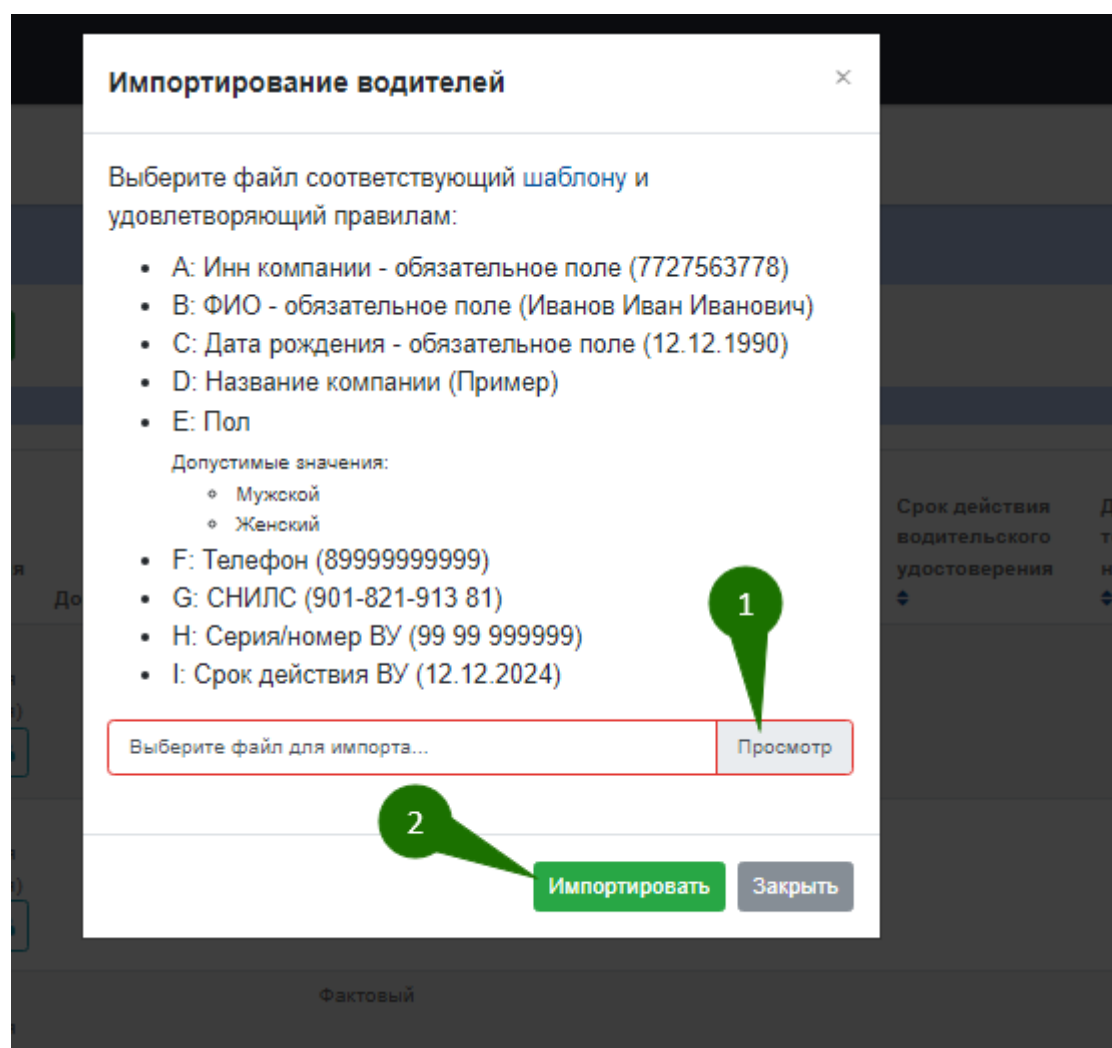 Импортирование водителей
×
Выберите файл соответствующий шаблону и
удовлетворяющий правилам:
• A: Инн компании - обязательное поле (7727563778)
• B: ФИО - обязательное поле (Иванов Иван Иванович)
• C: Дата рождения - обязательное поле (12.12.1990)
• D: Название компании (Пример)
• E: Пол
Допустимые значения:
Мужской
Женский
• F: Телефон (89999999999)
• G: СНИЛС (901-821-913 81)
• H: Серия/номер ВУ (99 99 999999)
• I: Срок действия ВУ (12.12.2024)
1
Выберите файл для импорта... Просмотр
2
Импортировать Закрыть
Срок действия
водительского
удостоверения
Фактовый